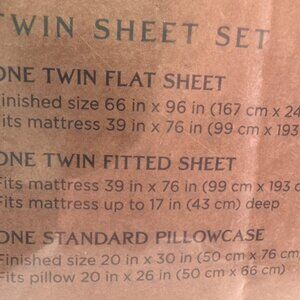 TWIN SHEET SET
ONE TWIN FLAT SHEET
Finished size 66 in x 96 in (167 cm x 24
Fits mattress 39 in x 76 in (99 cm x 193
ONE TWIN FITTED SHEET
Fits mattress 39 in x 76 in (99 cm x 193 c
Fits mattress up to 17 in (43 cm) deep
ONE STANDARD PILLOWCASE
Finished size 20 in x 30 in (50 cm x 76 cm
Fits pillow 20 in x 26 in (50 cm x 66 cm)